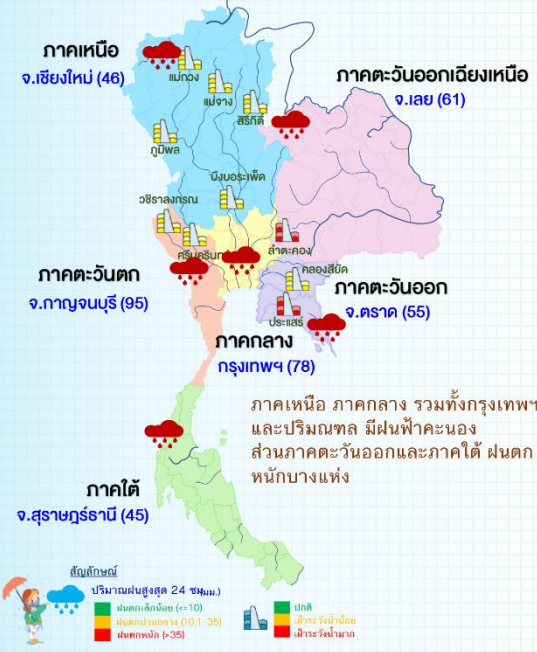 ภาคเหนือ
จ.เชียงใหม่ (46)
แม่กวง
แม่จาง
สิริกิติ์
ภูมิพล
ภาคตะวันออกเฉียงเหนือ
จ.เลย (61)
บึงบอระเพ็ด
วชิราลงกรณ
ศรีนครินทร์
ลำตะคอง
คลองสียัด
ประแสร์
ภาคตะวันตก
จ.กาญจนบุรี (95)
ภาคตะวันออก
จ.ตราด (55)
ภาคกลาง
กรุงเทพฯ (78)
ภาคเหนือ ภาคกลาง รวมทั้งกรุงเทพฯ
และปริมณฑล มีฝนฟ้าคะนอง
ส่วนภาคตะวันออกและภาคใต้ ฝนตก
หนักบางแห่ง
ภาคใต้
จ.สุราษฎร์ธานี (45)
สัญลักษณ์
ปริมาณฝนสูงสุด 24 ชม.(มม.)
ฝนตกเล็กน้อย (<=10)
ฝนตกปานกลาง (10.1-35)
ฝนตกหนัก (>35)
ปกติ
เฝ้าระวังน้ำน้อย
เฝ้าระวังน้ำมาก